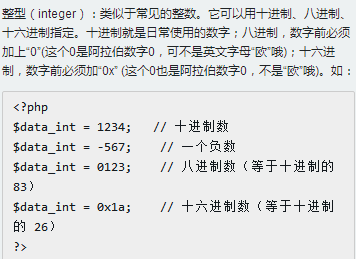 整型（integer）：类似于常见的整数。它可以用十进制、八进制、
十六进制指定。十进制就是日常使用的数字；八进制，数字前必须
加上“0”(这个0是阿拉伯数字0，可不是英文字母“欧”哦)；十六进
制，数字前必须加“0x” (这个0也是阿拉伯数字0，不是“欧”哦)。如：
<?php
$data_int = 1234;   // 十进制数
$data_int = -567;    // 一个负数
$data_int = 0123;    // 八进制数（等于十进制的
83）
$data_int = 0x1a;    // 十六进制数（等于十进制
的 26）
?>